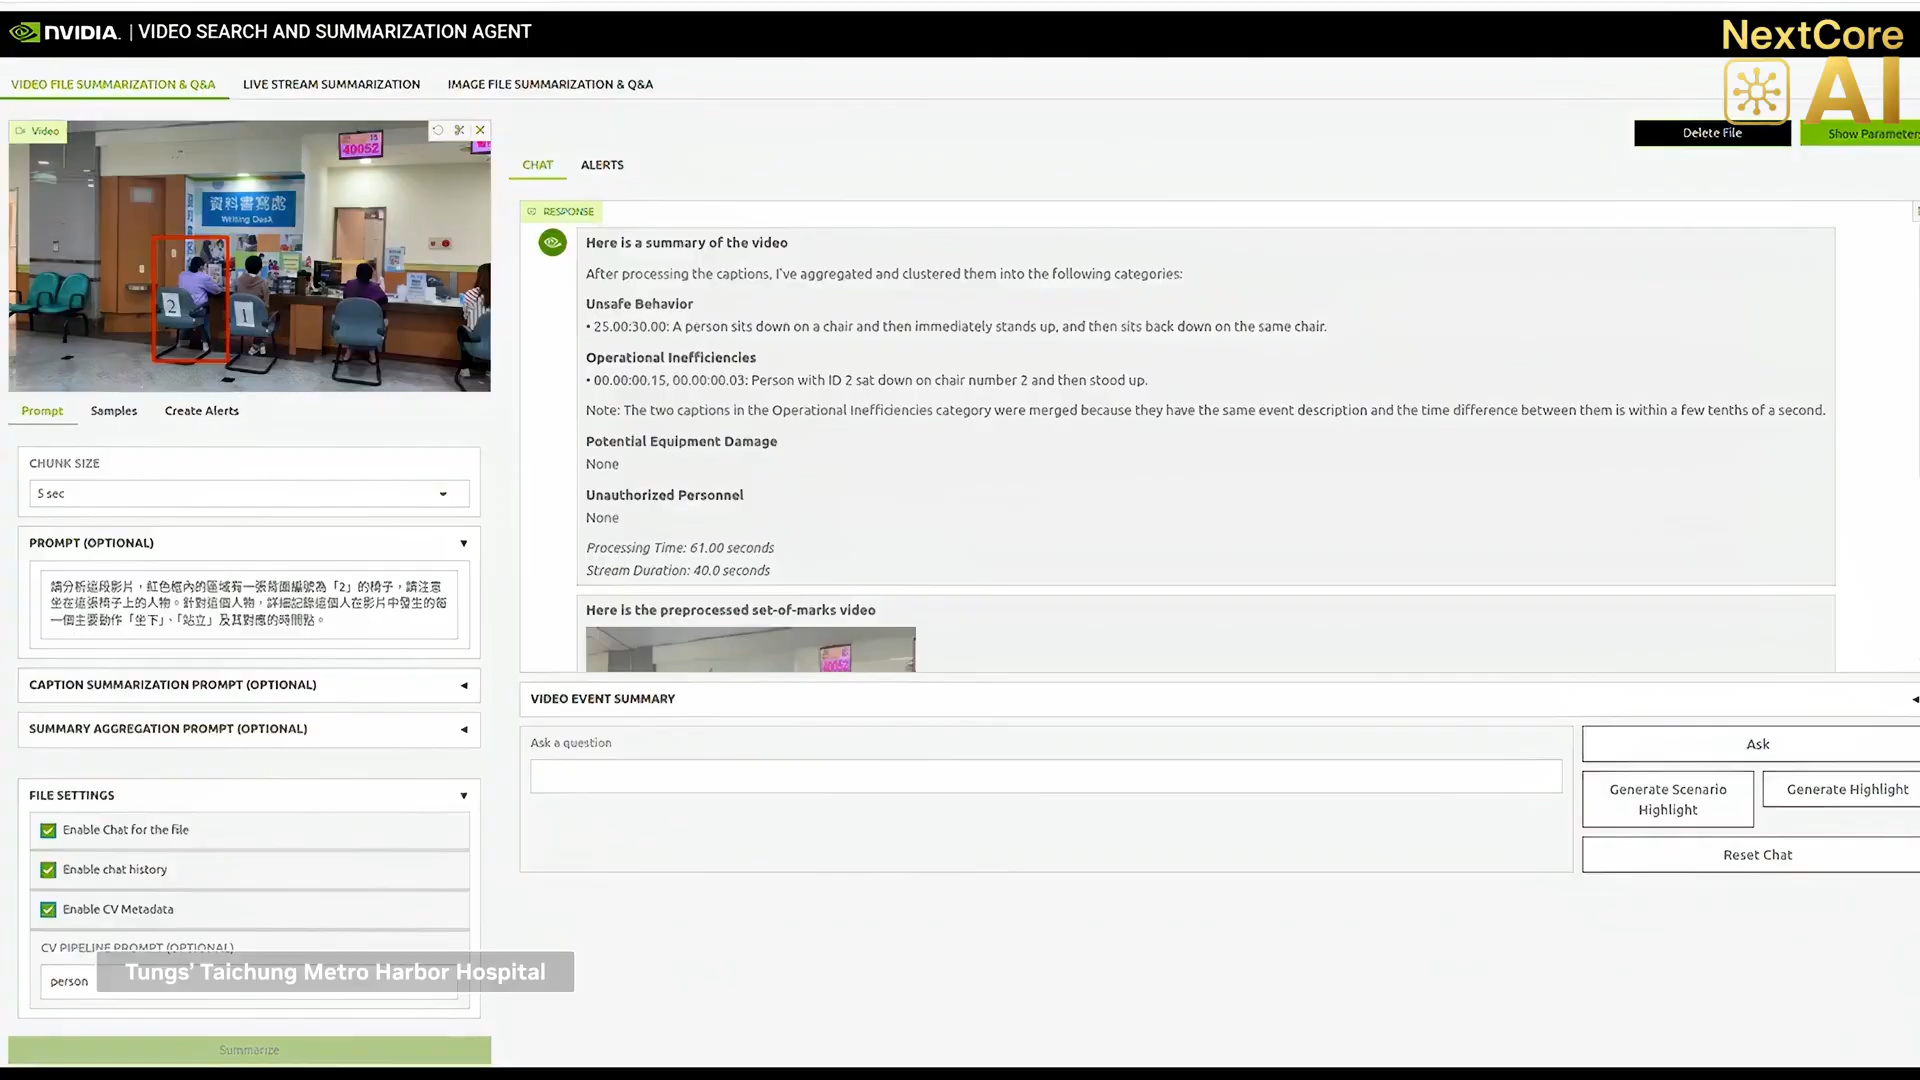 NVIDIA. | VIDEO SEARCH AND SUMMARIZATION AGENT
NextCore
AI
VIDEO FILE SUMMARIZATION & Q&A
LIVE STREAM SUMMARIZATION
IMAGE FILE SUMMARIZATION & Q&A
Video
40052
資料書寫處
Writing Desk
2
1
Delete File
Show Parameter
CHAT
ALERTS
RESPONSE
Here is a summary of the video
After processing the captions, I've aggregated and clustered them into the following categories:
Unsafe Behavior
• 25.00:30.00: A person sits down on a chair and then immediately stands up, and then sits back down on the same chair.
Operational Inefficiencies
• 00.00:00.15, 00.00:00.03: Person with ID 2 sat down on chair number 2 and then stood up.
Note: The two captions in the Operational Inefficiencies category were merged because they have the same event description and the time difference between them is within a few tenths of a second.
Potential Equipment Damage
None
Unauthorized Personnel
None
Processing Time: 61.00 seconds
Stream Duration: 40.0 seconds
Here is the preprocessed set-of-marks video
40052
Prompt
Samples
Create Alerts
CHUNK SIZE
5 sec
PROMPT (OPTIONAL)
請分析這段影片，紅色框內的區域有一張背面編號為「2」的椅子，請注意
坐在這張椅子上的人物。針對這個人物，詳細記錄這個人在影片中發生的每
一個主要動作「坐下」、「站立」及其對應的時間點。
CAPTION SUMMARIZATION PROMPT (OPTIONAL)
SUMMARY AGGREGATION PROMPT (OPTIONAL)
FILE SETTINGS
Enable Chat for the file
Enable chat history
Enable CV Metadata
CV PIPELINE PROMPT (OPTIONAL)
person
Tungs' Taichung Metro Harbor Hospital
Summarize
VIDEO EVENT SUMMARY
Ask a question
Ask
Generate Scenario
Highlight
Generate Highlight
Reset Chat